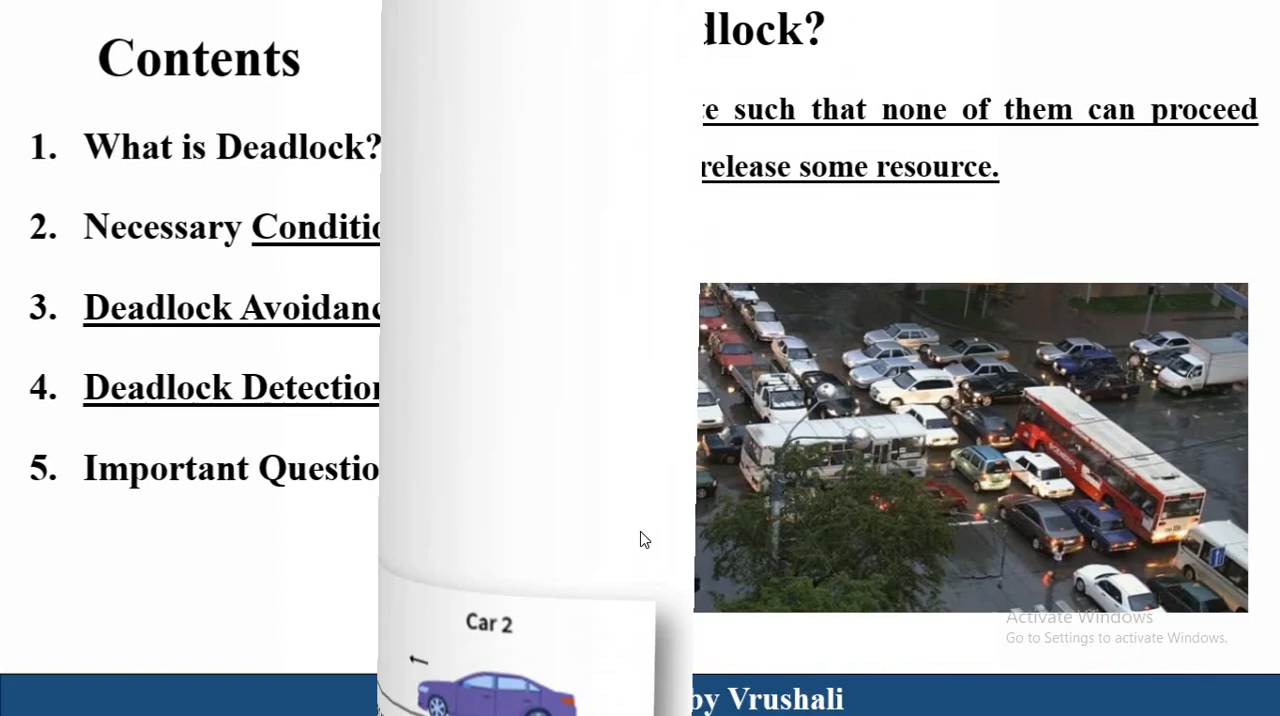 Contents
1. What is Deadlock?
2. Necessary Conditio
3. Deadlock Avoidanc
4. Deadlock Detection
5. Important Questio
dlock?
te such that none of them can proceed
release some resource.
Car 2
Activate Windows
Go to Settings to activate Windows.
by Vrushali